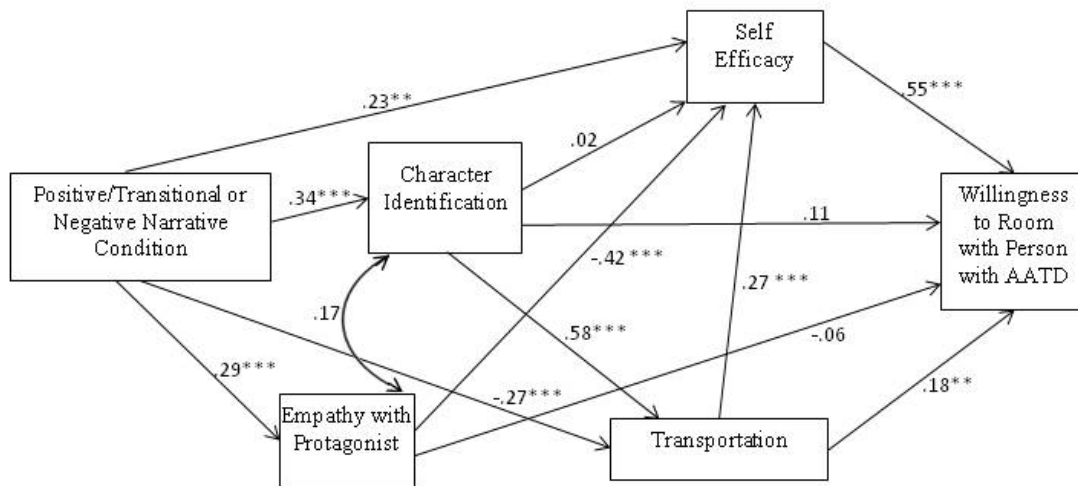 Self
Efficacy
.23**
.55***
.02
Character
Identification
Positive/Transitional or
Negative Narrative
Condition
.34***
Willingness
to Room
with Person
with AATD
.11
-.42***
.27***
.17
.58***
-.06
.29***
-.27***
.18**
Empathy with
Protagonist
Transportation